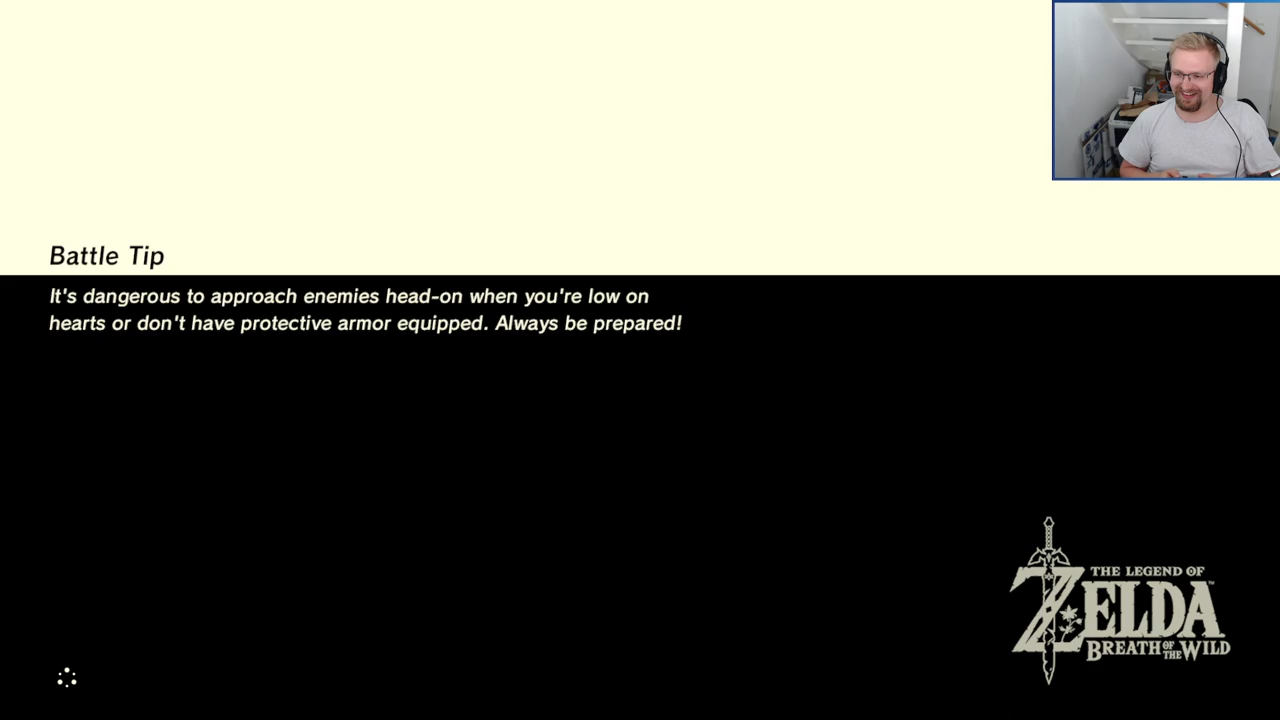 Battle Tip
It's dangerous to approach enemies head-on when you're low on
hearts or don't have protective armor equipped. Always be prepared!
THE LEGEND OF
ZELDA
BREATH OF THE WILD